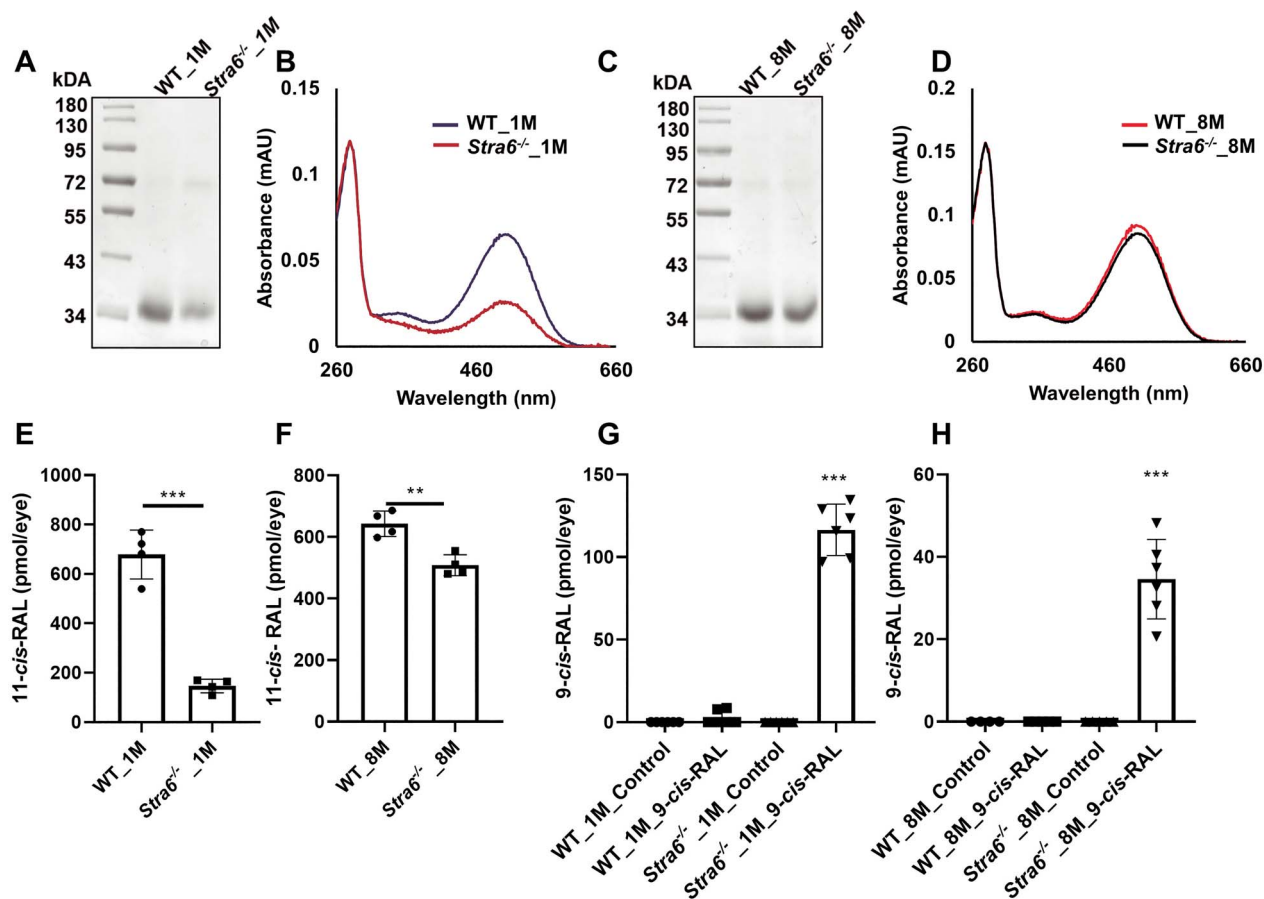 A
kDA
WT_1M
Stra6-/-_1M
180
130
95
72
55
43
34
B
Absorbance (mAU)
0.15
0.1
0.05
0
WT_1M
Stra6-/-_1M
260
460
660
Wavelength (nm)
C
kDA
WT_8M
Stra6-/-_8M
180
130
95
72
55
43
34
D
Absorbance (mAU)
0.2
0.15
0.1
0.05
0
WT_8M
Stra6-/-_8M
260
460
660
Wavelength (nm)
E
11-cis-RAL (pmol/eye)
1000
800
600
400
200
0
***
WT_1M
Stra6-/-_1M
F
11-cis- RAL (pmol/eye)
800
600
400
200
0
**
WT_8M
Stra6-/-_8M
G
9-cis-RAL (pmol/eye)
150
100
50
0
***
WT_1M_Control
WT_1M_9-cis-RAL
Stra6-/-_1M_Control
Stra6-/-_1M_9-cis-RAL
H
9-cis-RAL (pmol/eye)
60
40
20
0
***
WT_8M_Control
WT_8M_9-cis-RAL
Stra6-/-_8M_Control
Stra6-/-_8M_9-cis-RAL